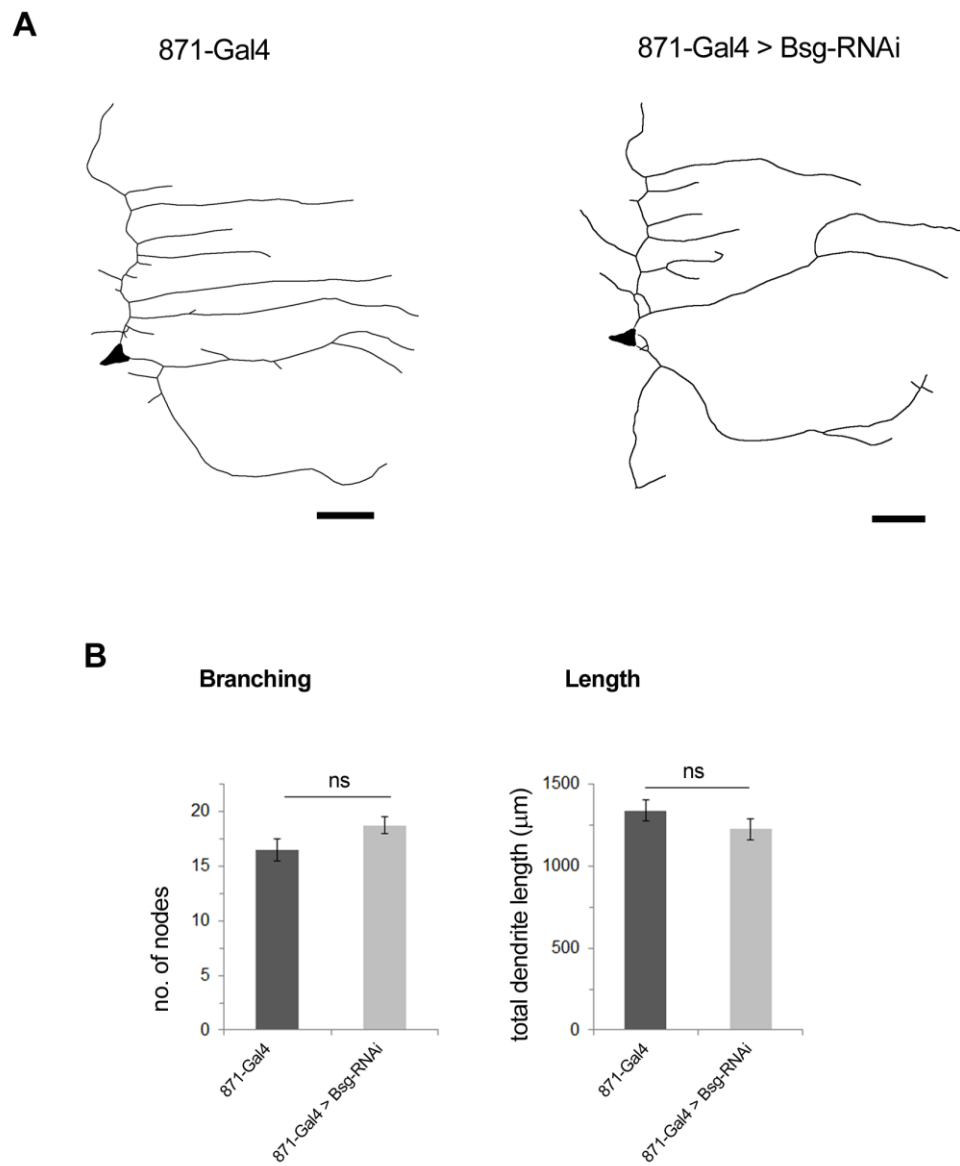 A
871-Gal4
871-Gal4 > Bsg-RNAi
B
Branching
Length
ns
no. of nodes
20
15
10
5
0
871-Gal4
871-Gal4 > Bsg-RNAi
ns
total dendrite length (μm)
1500
1000
500
0
871-Gal4
871-Gal4 > Bsg-RNAi